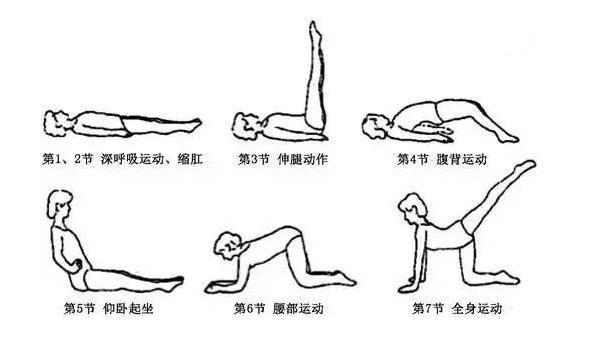 第1、2节 深呼吸运动、缩肛
第3节 伸腿动作
第4节 腹背运动
第5节 仰卧起坐
第6节 腰部运动
第7节 全身运动